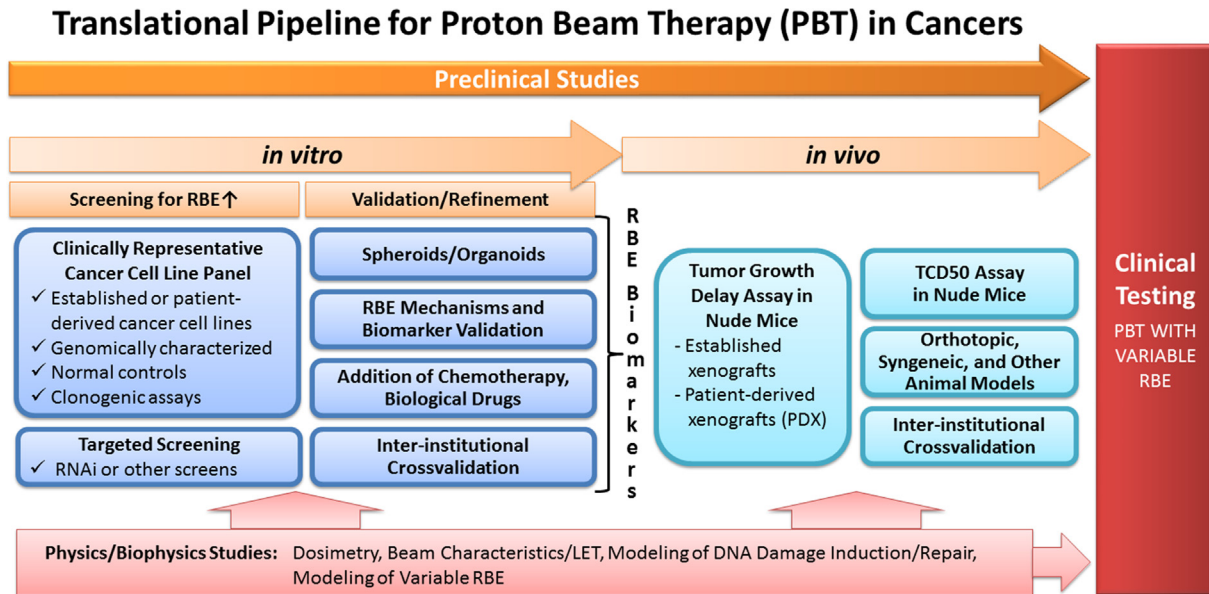 Translational Pipeline for Proton Beam Therapy (PBT) in Cancers
Preclinical Studies
in vitro
in vivo
Screening for RBE↑
Validation/Refinement
Clinically Representative
Cancer Cell Line Panel
✓ Established or patient-
derived cancer cell lines
✓ Genomically characterized
✓ Normal controls
✓ Clonogenic assays
Targeted Screening
✓ RNAi or other screens
Spheroids/Organoids
RBE Mechanisms and
Biomarker Validation
Addition of Chemotherapy,
Biological Drugs
Inter-institutional
Crossvalidation
RBE Biomarkers
Tumor Growth
Delay Assay in
Nude Mice
- Established
xenografts
- Patient-derived
xenografts (PDX)
TCD50 Assay
in Nude Mice
Orthotopic,
Syngeneic, and Other
Animal Models
Inter-institutional
Crossvalidation
Clinical
Testing
PBT WITH
VARIABLE
RBE
Physics/Biophysics Studies: Dosimetry, Beam Characteristics/LET, Modeling of DNA Damage Induction/Repair,
Modeling of Variable RBE